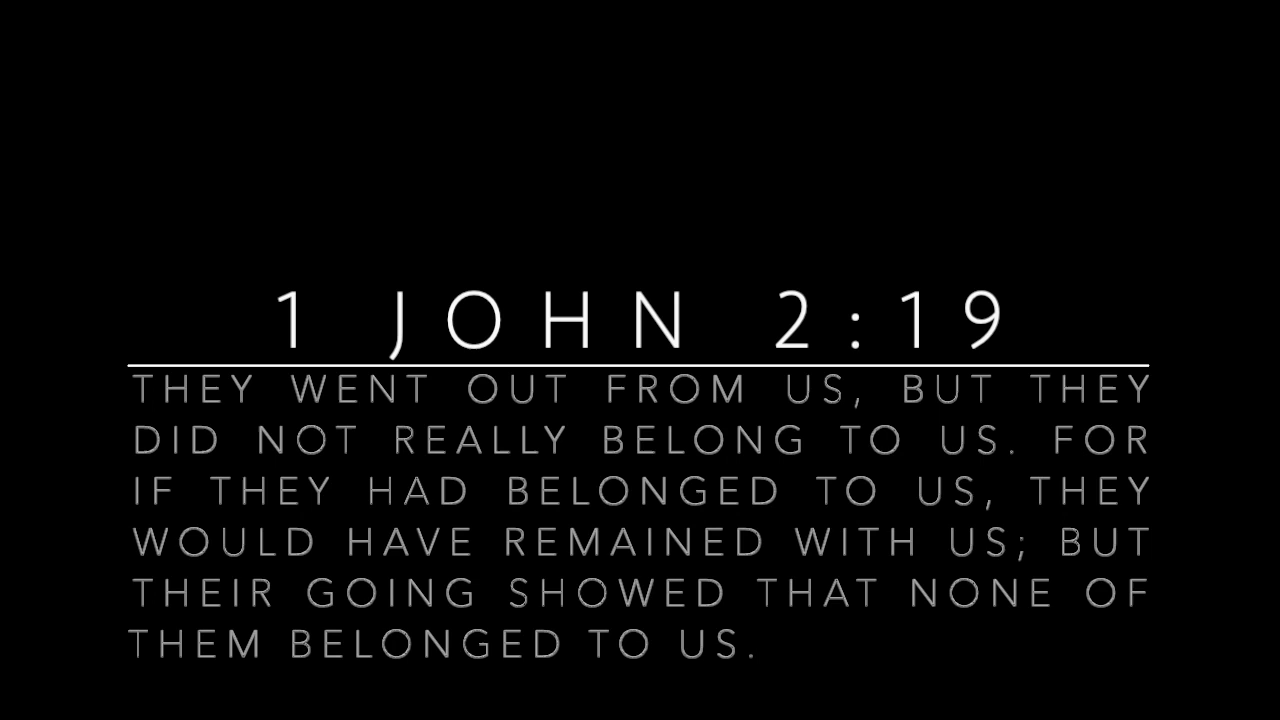 1 JOHN 2:19
THEY WENT OUT FROM US, BUT THEY
DID NOT REALLY BELONG TO US. FOR
IF THEY HAD BELONGED TO US, THEY
WOULD HAVE REMAINED WITH US; BUT
THEIR GOING SHOWED THAT NONE OF
THEM BELONGED TO US.